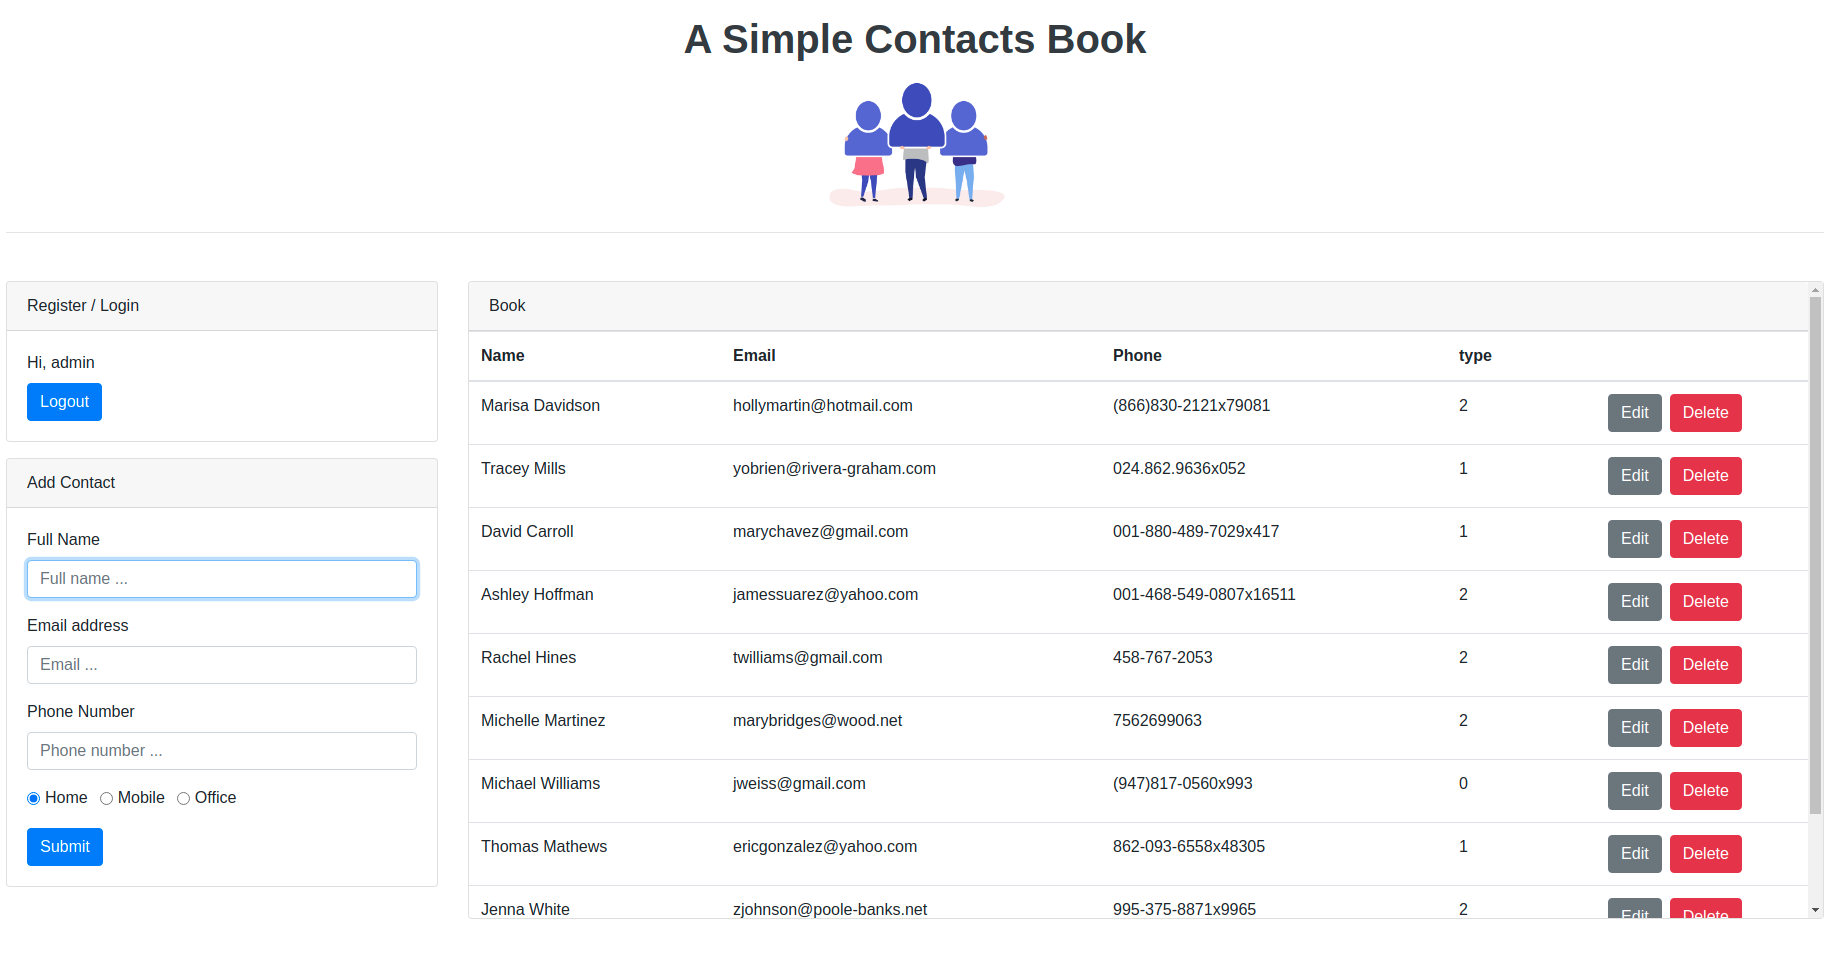 A Simple Contacts Book
Register / Login
Hi, admin
Logout
Add Contact
Full Name
Full name ...
Email address
Email ...
Phone Number
Phone number ...
Home Mobile Office
Submit
Book
Name Email Phone type
Marisa Davidson hollymartin@hotmail.com (866)830-2121x79081 2 Edit Delete
Tracey Mills yobrien@rivera-graham.com 024.862.9636x052 1 Edit Delete
David Carroll marychavez@gmail.com 001-880-489-7029x417 1 Edit Delete
Ashley Hoffman jamessuarez@yahoo.com 001-468-549-0807x16511 2 Edit Delete
Rachel Hines twilliams@gmail.com 458-767-2053 2 Edit Delete
Michelle Martinez marybridges@wood.net 7562699063 2 Edit Delete
Michael Williams jweiss@gmail.com (947)817-0560x993 0 Edit Delete
Thomas Mathews ericgonzalez@yahoo.com 862-093-6558x48305 1 Edit Delete
Jenna White zjohnson@poole-banks.net 995-375-8871x9965 2 Edit Delete